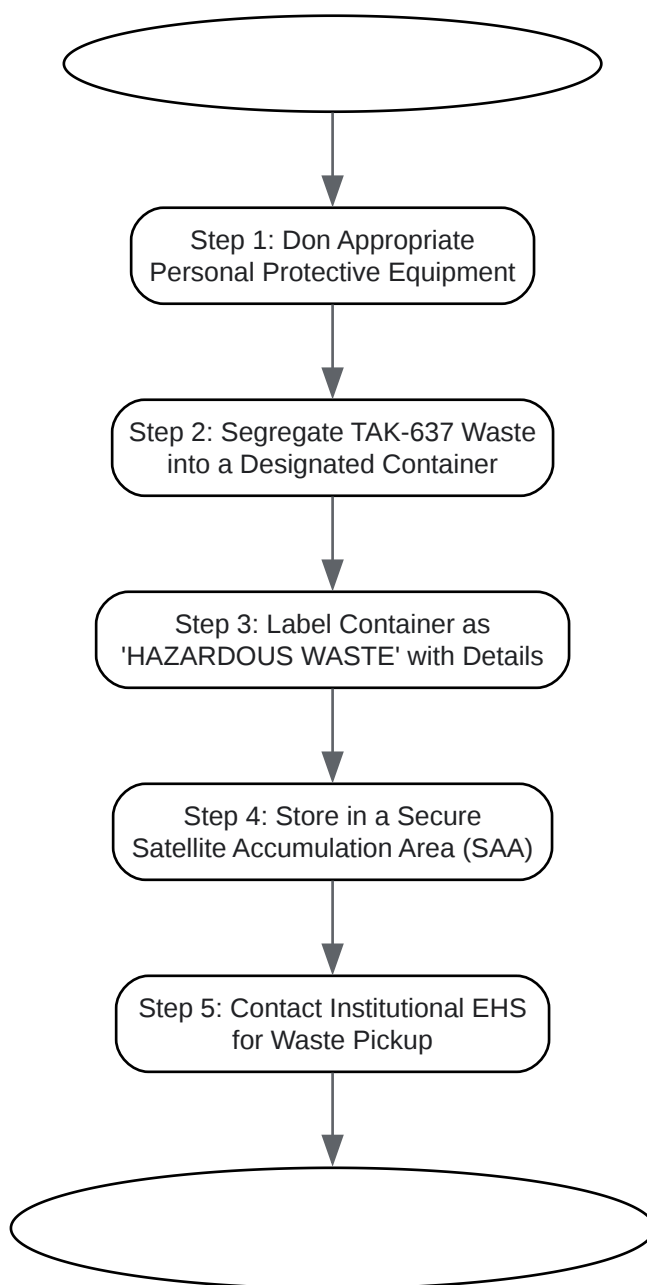 Step 1: Don Appropriate
Personal Protective Equipment
Step 2: Segregate TAK-637 Waste
into a Designated Container
Step 3: Label Container as
'HAZARDOUS WASTE' with Details
Step 4: Store in a Secure
Satellite Accumulation Area (SAA)
Step 5: Contact Institutional EHS
for Waste Pickup